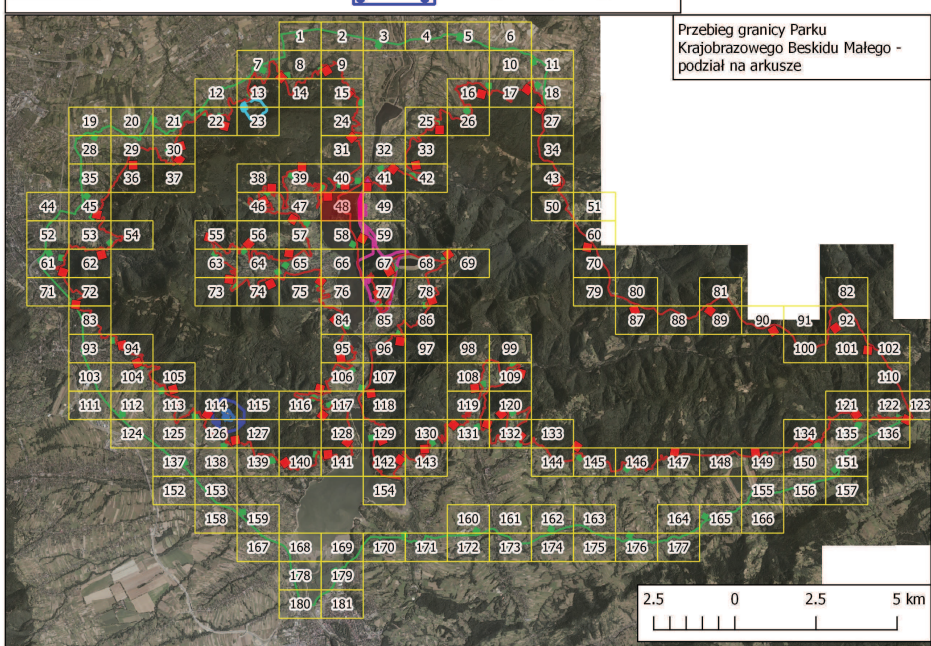 Przebieg granicy Parku
Krajobrazowego Beskidu Małego -
podział na arkusze
1 2 3 4 5 6
7 8 9 10 11
12 13 14 15 16 17 18
19 20 21 22 23 24 25 26 27
28 29 30 31 32 33 34
35 36 37 38 39 40 41 42 43
44 45 46 47 48 49 50 51
52 53 54 55 56 57 58 59 60
61 62 63 64 65 66 67 68 69 70
71 72 73 74 75 76 77 78 79 80 81 82
83 84 85 86 87 88 89 90 91 92
93 94 95 96 97 98 99 100 101 102
103 104 105 106 107 108 109 110
111 112 113 114 115 116 117 118 119 120 121 122 123
124 125 126 127 128 129 130 131 132 133 134 135 136
137 138 139 140 141 142 143 144 145 146 147 148 149 150 151
152 153 154 155 156 157
158 159 160 161 162 163 164 165 166
167 168 169 170 171 172 173 174 175 176 177
178 179
180 181
2.5 0 2.5 5 km